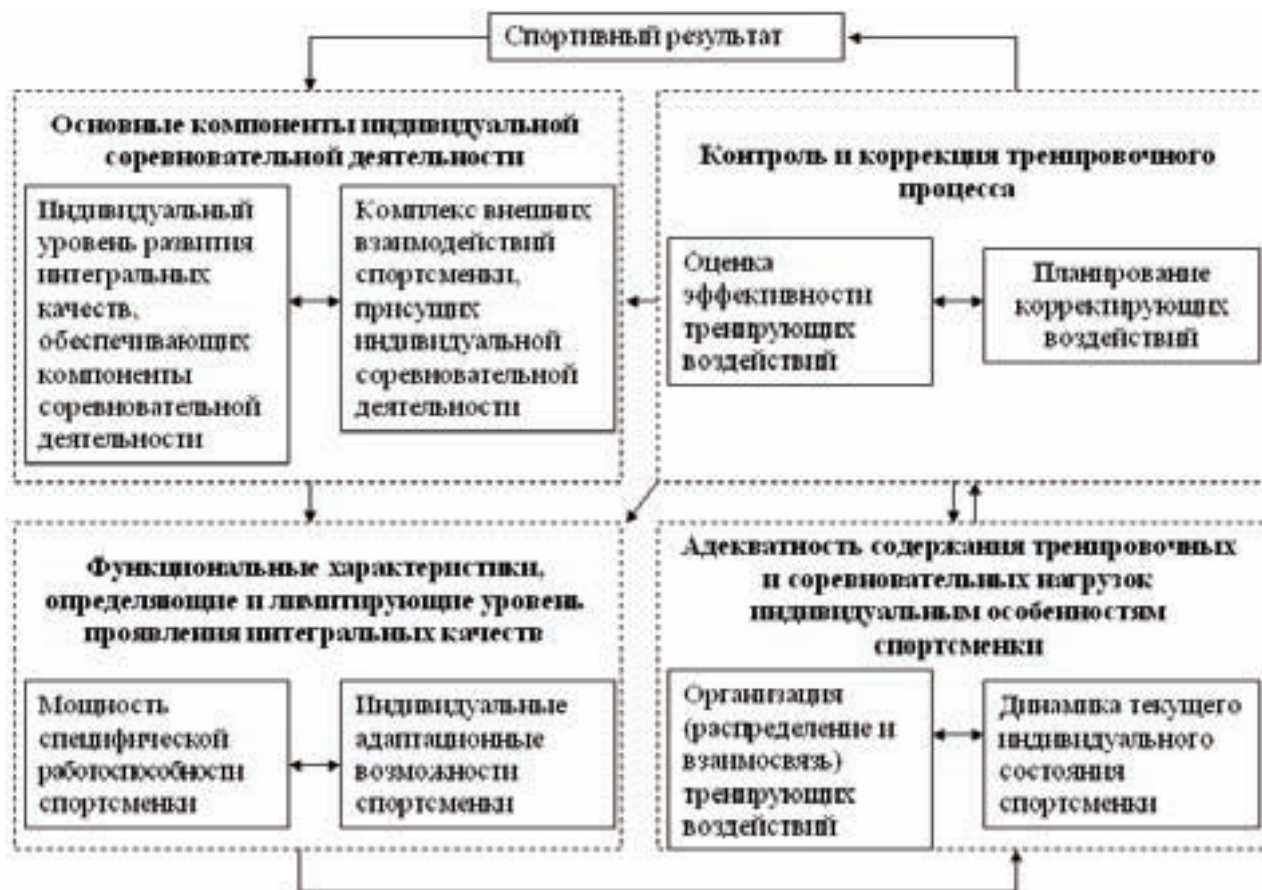 Спортивный результат
Основные компоненты индивидуальной
соревновательной деятельности
Индивидуальный
уровень развития
интегральных
качеств,
обеспечивающих
компоненты
соревновательной
деятельности
Комплекс внешних
взаимодействий
спортсменки,
присущих
индивидуальной
соревновательной
деятельности
Контроль и коррекция тренировочного
процесса
Оценка
эффективности
тренирующих
воздействий
Планирование
корректирующих
воздействий
Функциональные характеристики,
определяющие и лимитирующие уровень
проявления интегральных качеств
Мощность
специфической
работоспособности
спортсменки
Индивидуальные
адаптационные
возможности
спортсменки
Адекватность содержания тренировочных
и соревновательных нагрузок
индивидуальным особенностям
спортсменки
Организация
(распределение и
взаимосвязь)
тренирующих
воздействий
Динамика текущего
индивидуального
состояния
спортсменки